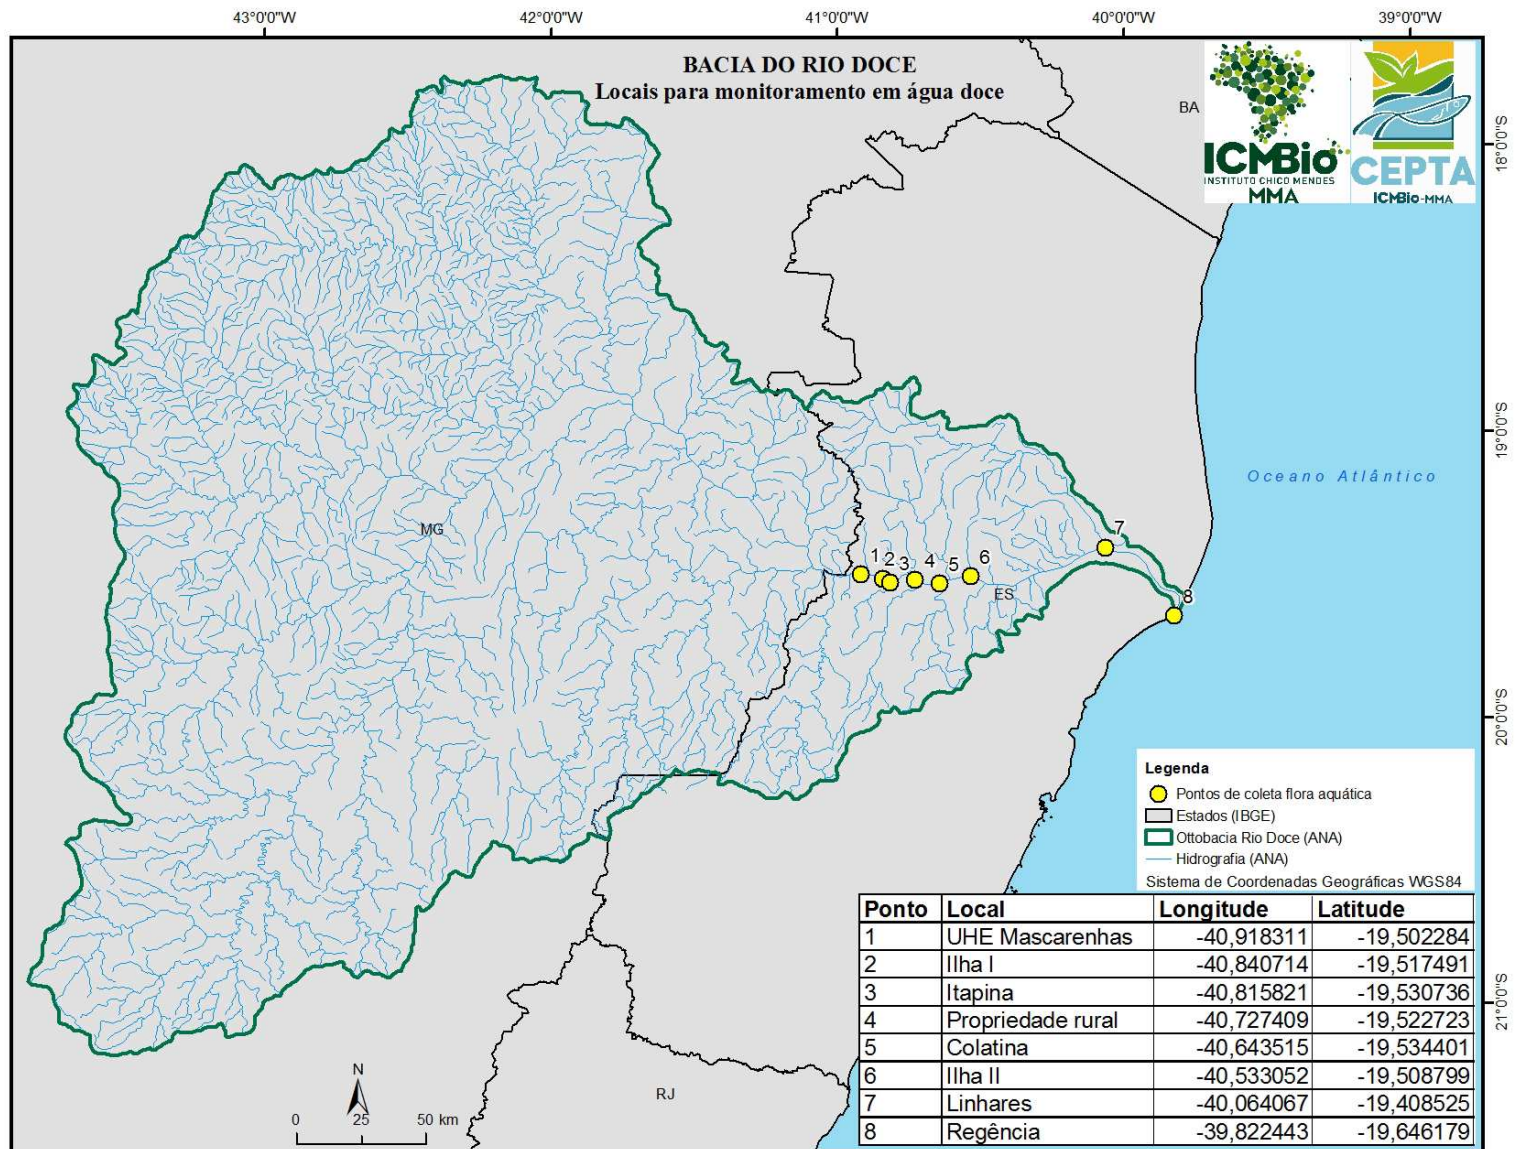 43°0'0"W 42°0'0"W 41°0'0"W 40°0'0"W 39°0'0"W
BACIA DO RIO DOCE
Locais para monitoramento em água doce
BA
ICMBio
INSTITUTO CHICO MENDES
MMA
CEPTA
ICMBio-MMA
18°0'0"S
19°0'0"S
20°0'0"S
21°0'0"S
Oceano Atlântico
MG
1 2 3 4 5 6 7 8
ES
RJ
N
0 25 50 km
Legenda
Pontos de coleta flora aquática
Estados (IBGE)
Ottobacia Rio Doce (ANA)
Hidrografia (ANA)
Sistema de Coordenadas Geográficas WGS84
Ponto Local Longitude Latitude
1 UHE Mascarenhas -40,918311 -19,502284
2 Ilha I -40,840714 -19,517491
3 Itapina -40,815821 -19,530736
4 Propriedade rural -40,727409 -19,522723
5 Colatina -40,643515 -19,534401
6 Ilha II -40,533052 -19,508799
7 Linhares -40,064067 -19,408525
8 Regência -39,822443 -19,646179